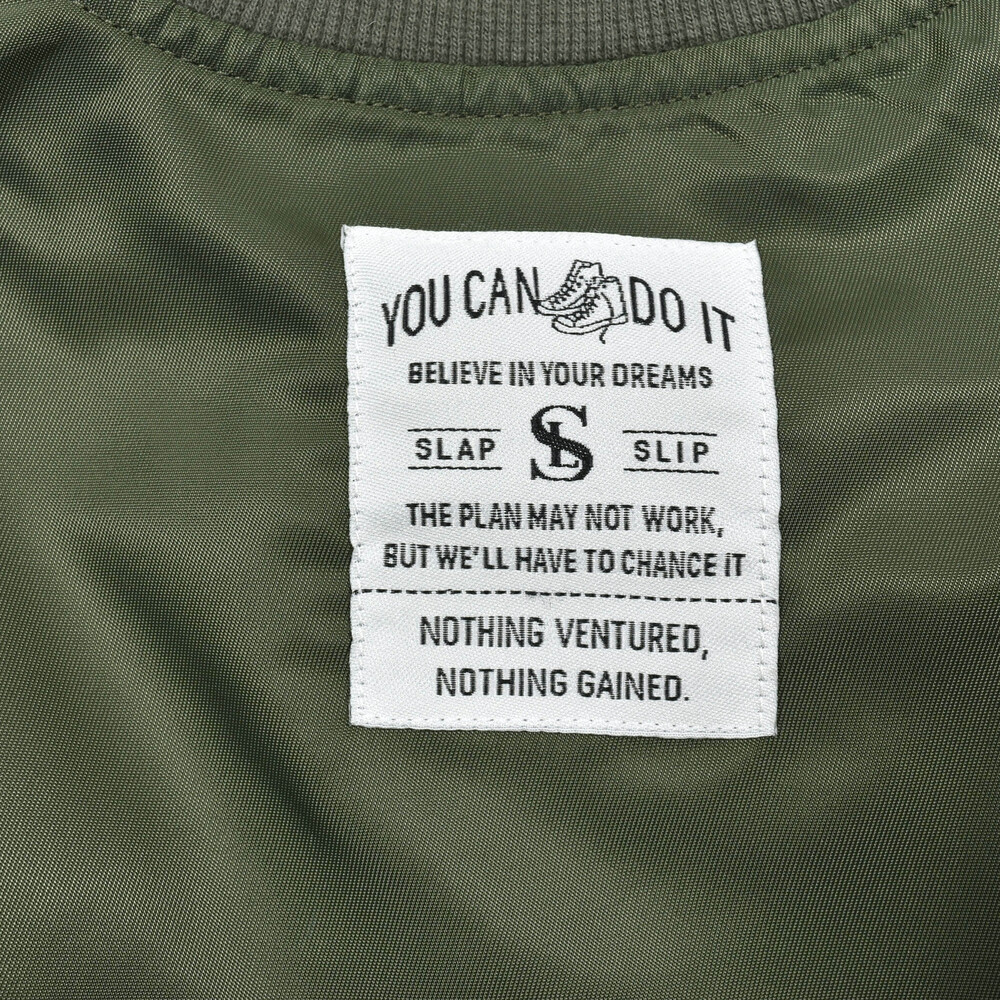 YOU CAN DO IT
BELIEVE IN YOUR DREAMS
SLAP SL SLIP
THE PLAN MAY NOT WORK,
BUT WE'LL HAVE TO CHANCE IT
NOTHING VENTURED,
NOTHING GAINED.